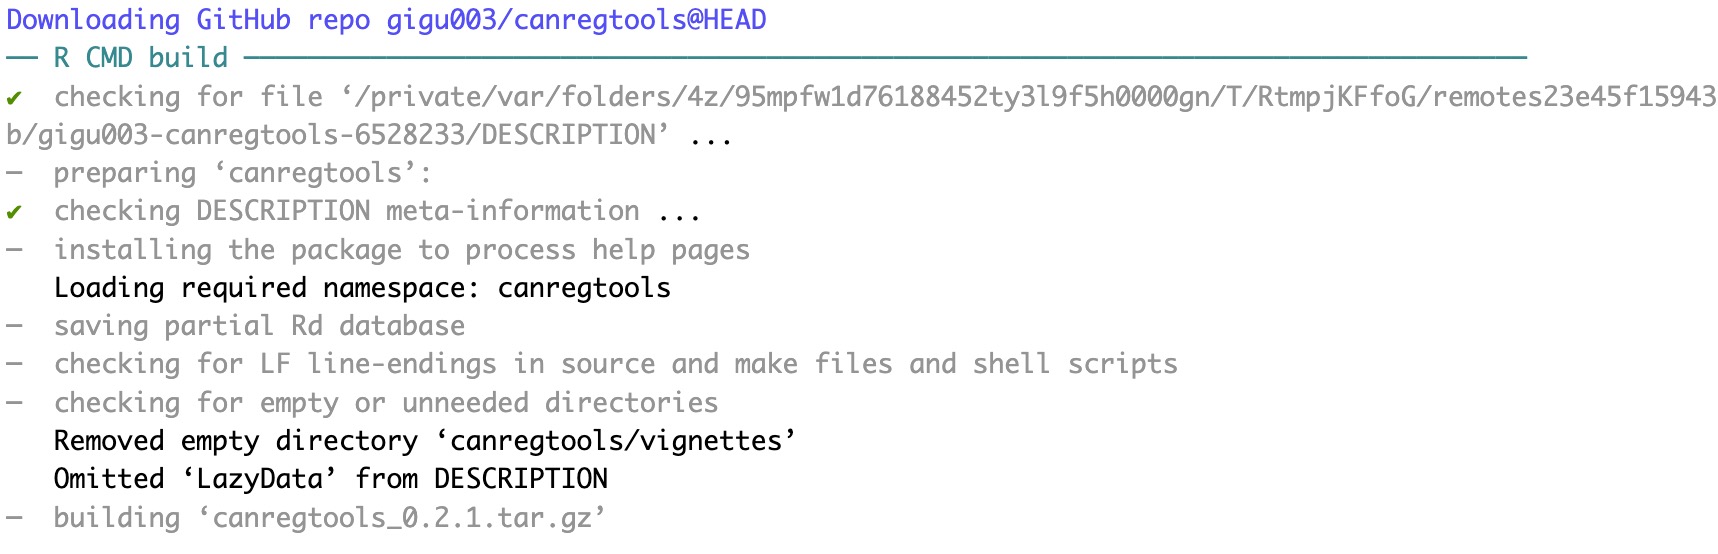 Downloading GitHub repo gigu003/canregtools@HEAD
── R CMD build ─────────────────────────────────────────────────────────────────────────────────
✔  checking for file ‘/private/var/folders/4z/95mpfw1d76188452ty3l9f5h0000gn/T/RtmpjKFfoG/remotes23e45f15943
b/gigu003-canregtools-6528233/DESCRIPTION’ ...
─  preparing ‘canregtools’:
✔  checking DESCRIPTION meta-information ...
─  installing the package to process help pages
   Loading required namespace: canregtools
─  saving partial Rd database
─  checking for LF line-endings in source and make files and shell scripts
─  checking for empty or unneeded directories
   Removed empty directory ‘canregtools/vignettes’
   Omitted ‘LazyData’ from DESCRIPTION
─  building ‘canregtools_0.2.1.tar.gz’